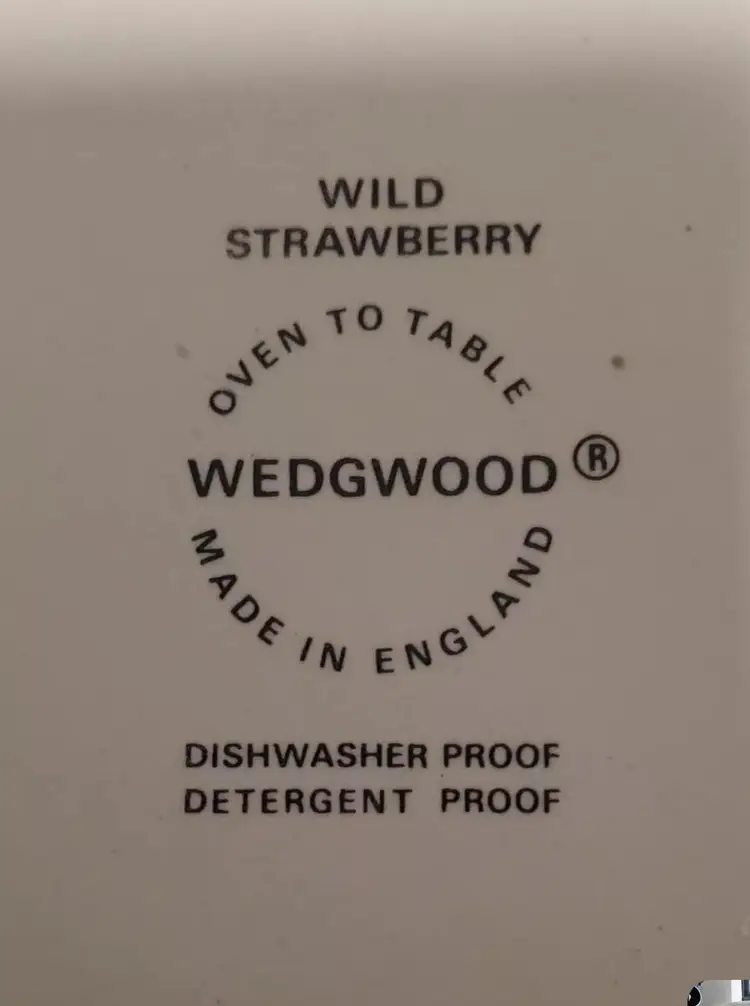 WILD
STRAWBERRY
OVEN TO TABLE
WEDGWOOD ®
MADE IN ENGLAND
DISHWASHER PROOF
DETERGENT PROOF